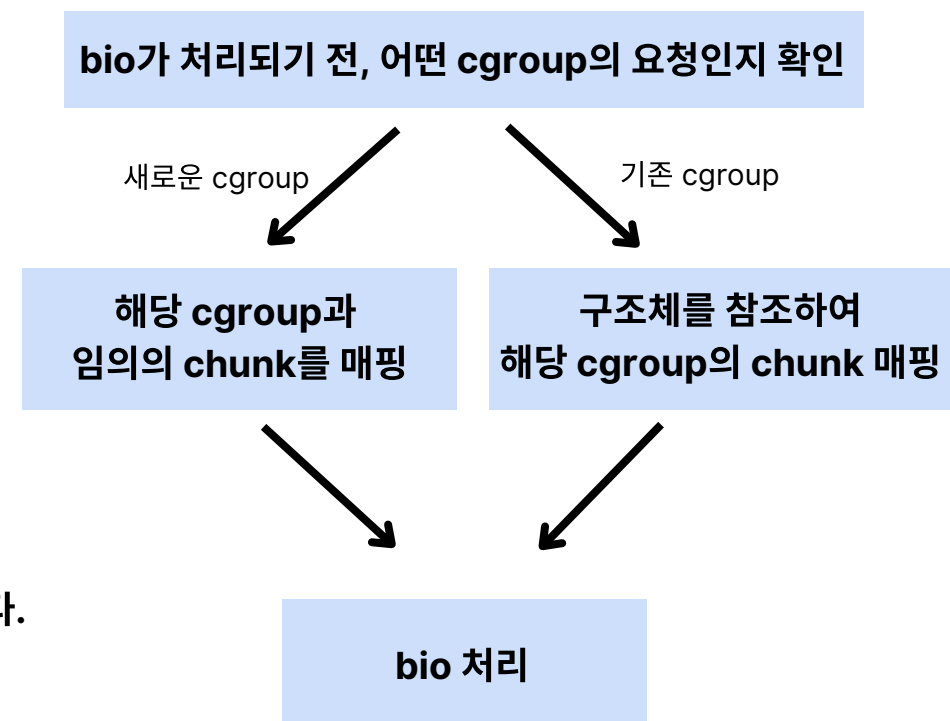 bio가 처리되기 전, 어떤 cgroup의 요청인지 확인
새로운 cgroup
기존 cgroup
해당 cgroup과
임의의 chunk를 매핑
구조체를 참조하여
해당 cgroup의 chunk 매핑
bio 처리